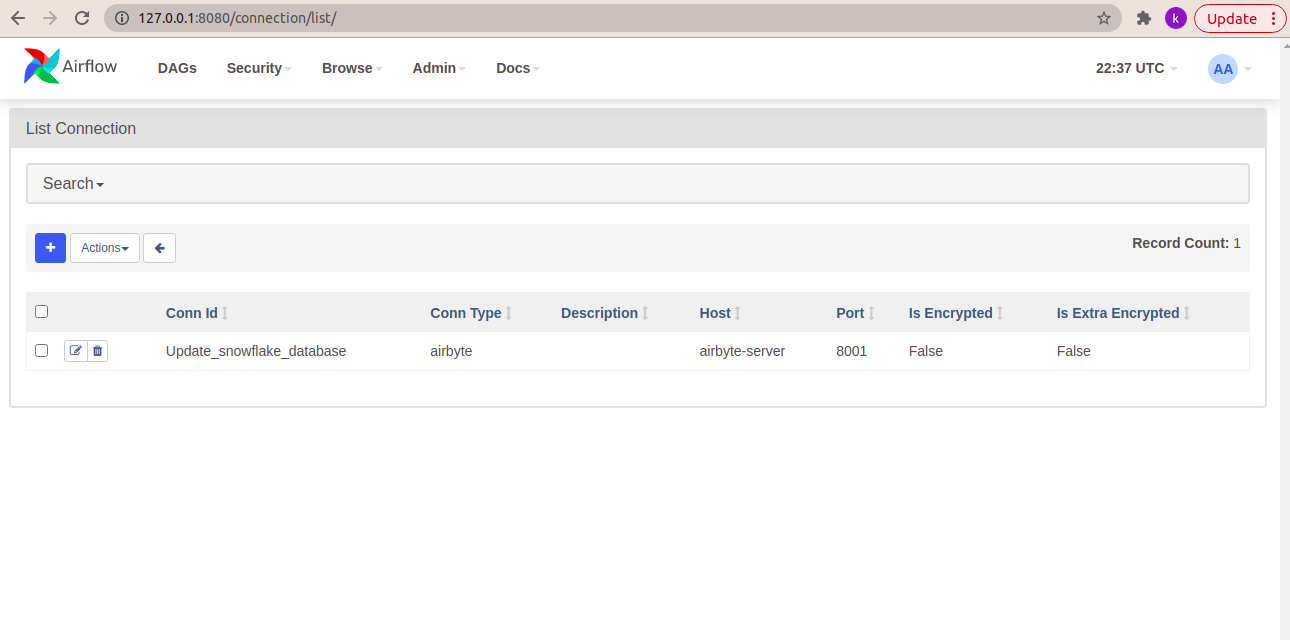 127.0.0.1:8080/connection/list/
k
Update
Airflow
DAGs Security Browse Admin Docs 22:37 UTC AA
List Connection
Search
+ Actions Record Count: 1
Conn Id Conn Type Description Host Port Is Encrypted Is Extra Encrypted
Update_snowflake_database airbyte airbyte-server 8001 False False